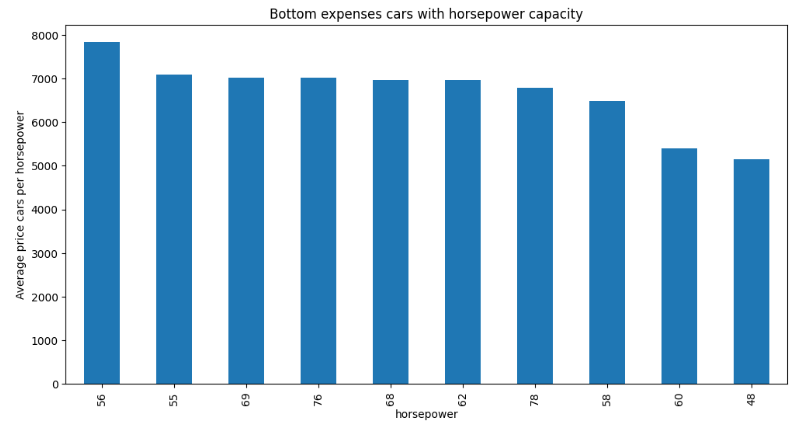 Bottom expenses cars with horsepower capacity
8000
7000
6000
5000
4000
3000
2000
1000
0
Average price cars per horsepower
56 55 69 76 68 62 78 58 60 48
horsepower